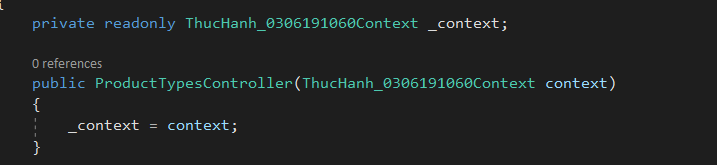 {
private readonly ThucHanh_0306191060Context _context;
0 references
public ProductTypesController(ThucHanh_0306191060Context context)
{
_context = context;
}